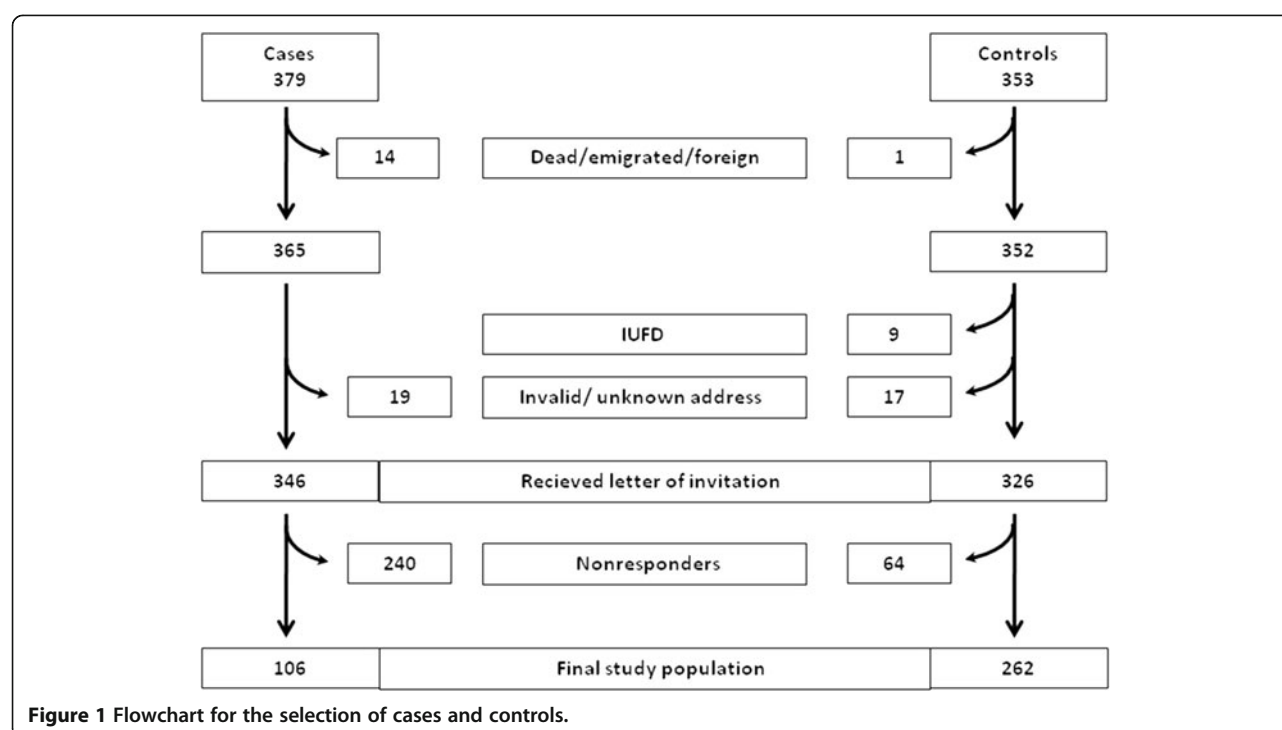 Cases
379
Controls
353
14
Dead/emigrated/foreign
1
365
352
IUFD
9
19
Invalid/ unknown address
17
346
Recieved letter of invitation
326
240
Nonresponders
64
106
Final study population
262
Figure 1 Flowchart for the selection of cases and controls.